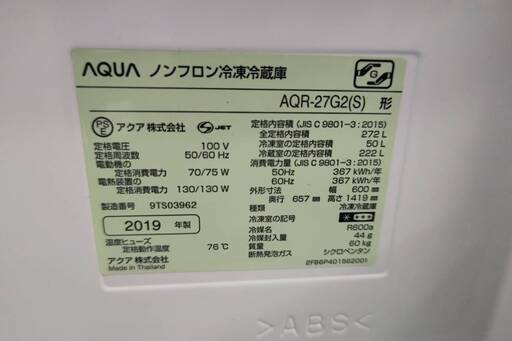 AQUA ノンフロン冷凍冷蔵庫
G
AQR-27G2(S) 形
PS E アクア株式会社 S JET
定格電圧 100 V
定格周波数 50/60 Hz
電動機の
定格消費電力 70/75 W
電熱装置の
定格消費電力 130/130 W
製造番号 9TS03962
2019 年製
温度ヒューズ
定格動作温度 76℃
アクア株式会社
Made in Thailand
定格内容積 (JIS C 9801-3:2015)
全定格内容積 272 L
冷凍室の定格内容積 50 L
冷蔵室の定格内容積 222 L
消費電力量 (JIS C 9801-3:2015)
50Hz 367 kWh/年
60Hz 367 kWh/年
外形寸法 幅 600 mm
奥行 657 mm 高さ 1419 mm
種類 冷凍冷蔵庫
冷凍室の記号
冷媒名 R600a
冷媒封入量 44 g
質量 60 kg
断熱発泡ガス シクロペンタン
2FB6P401582001
>ABS<